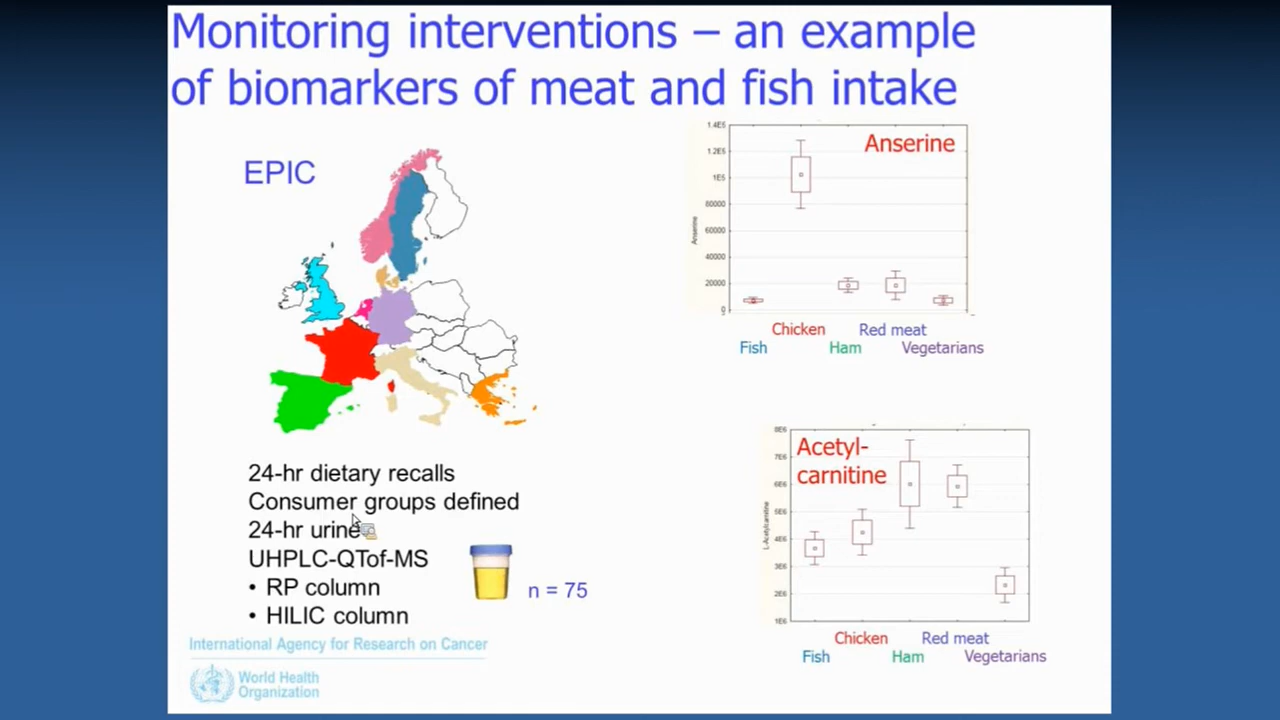 Monitoring interventions – an example
of biomarkers of meat and fish intake
EPIC
24-hr dietary recalls
Consumer groups defined
24-hr urine
UHPLC-QTof-MS
• RP column
• HILIC column
n = 75
International Agency for Research on Cancer
World Health
Organization
Anserine
1.4E5
1.2E5
1E5
80000
60000
40000
20000
0
Anserine
Chicken
Red meat
Fish
Ham
Vegetarians
Acetyl-
carnitine
8E6
7E6
6E6
5E6
4E6
3E6
2E6
1E6
L-Acetylcarnitine
Chicken
Red meat
Fish
Ham
Vegetarians